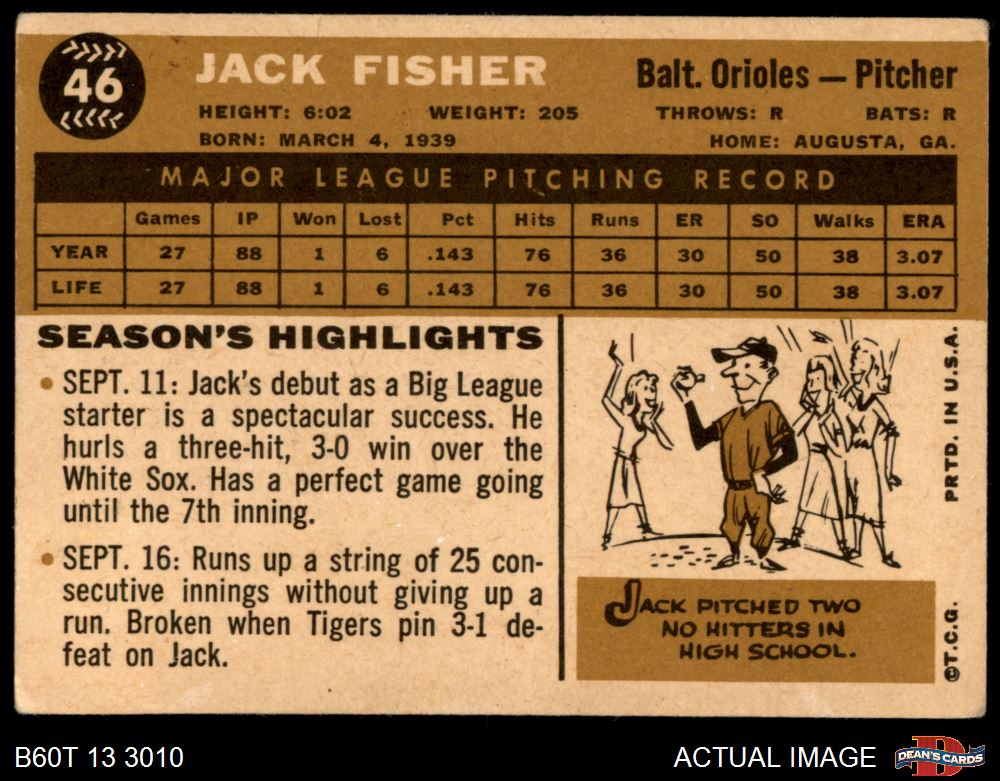 46
JACK FISHER
Balt. Orioles — Pitcher
HEIGHT: 6:02 WEIGHT: 205 THROWS: R BATS: R
BORN: MARCH 4, 1939 HOME: AUGUSTA, GA.
MAJOR LEAGUE PITCHING RECORD
Games IP Won Lost Pct Hits Runs ER SO Walks ERA
YEAR 27 88 1 6 .143 76 36 30 50 38 3.07
LIFE 27 88 1 6 .143 76 36 30 50 38 3.07
SEASON'S HIGHLIGHTS
• SEPT. 11: Jack's debut as a Big League
starter is a spectacular success. He
hurls a three-hit, 3-0 win over the
White Sox. Has a perfect game going
until the 7th inning.
• SEPT. 16: Runs up a string of 25 con-
secutive innings without giving up a
run. Broken when Tigers pin 3-1 de-
feat on Jack.
JACK PITCHED TWO
NO HITTERS IN
HIGH SCHOOL.
©T.C.G. PRTD. IN U.S.A.
B60T 13 3010
ACTUAL IMAGE
DEAN'S CARDS